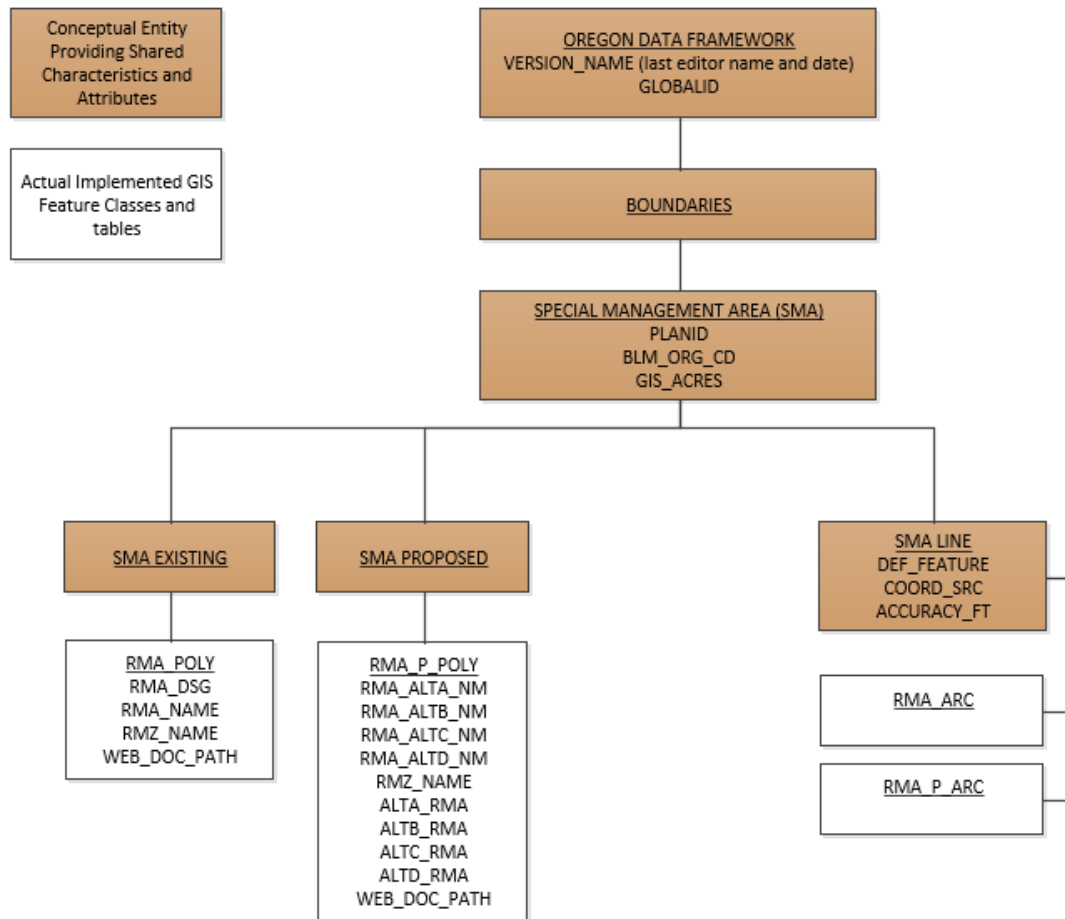 Conceptual Entity
Providing Shared
Characteristics and
Attributes
Actual Implemented GIS
Feature Classes and
tables
OREGON DATA FRAMEWORK
VERSION_NAME (last editor name and date)
GLOBALID
BOUNDARIES
SPECIAL MANAGEMENT AREA (SMA)
PLANID
BLM_ORG_CD
GIS_ACRES
SMA EXISTING
SMA PROPOSED
SMA LINE
DEF_FEATURE
COORD_SRC
ACCURACY_FT
RMA_POLY
RMA_DSG
RMA_NAME
RMZ_NAME
WEB_DOC_PATH
RMA_P_POLY
RMA_ALTA_NM
RMA_ALTB_NM
RMA_ALTC_NM
RMA_ALTD_NM
RMZ_NAME
ALTA_RMA
ALTB_RMA
ALTC_RMA
ALTD_RMA
WEB_DOC_PATH
RMA_ARC
RMA_P_ARC